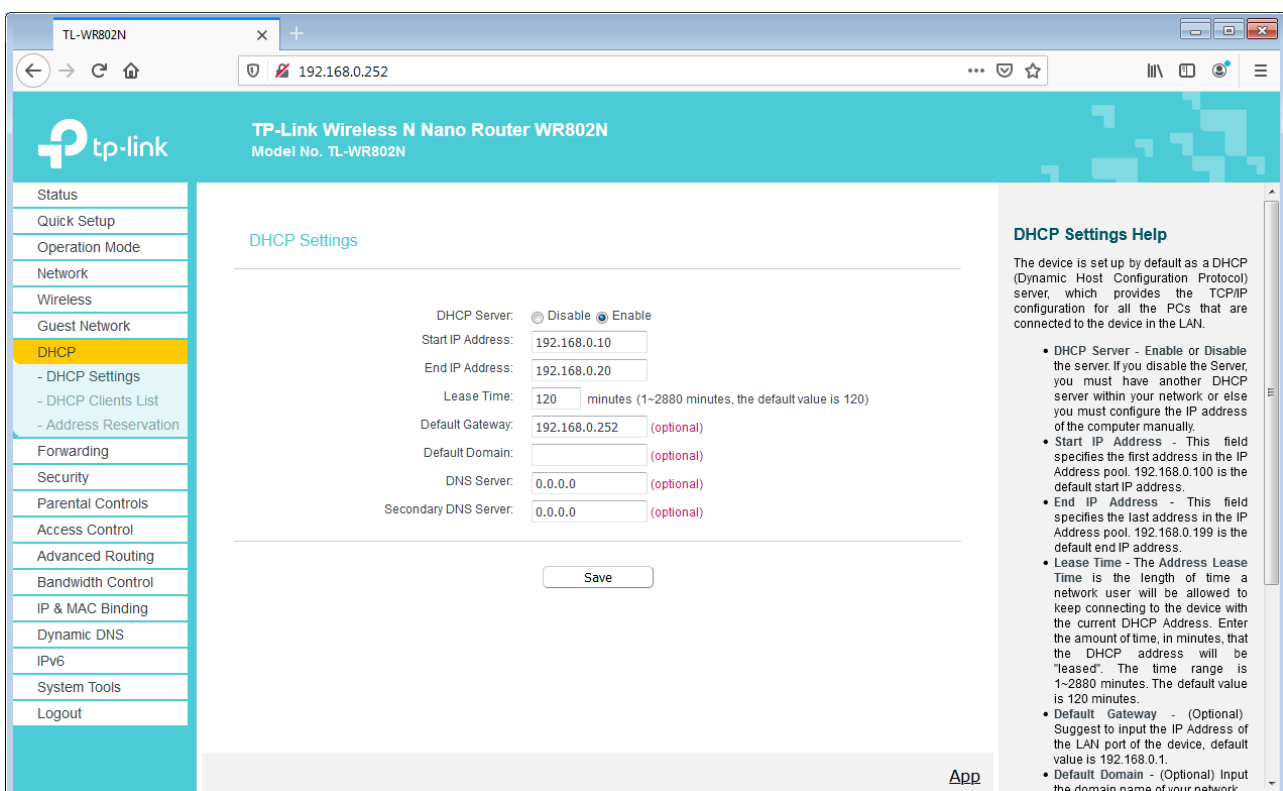 TL-WR802N
192.168.0.252
tp-link
TP-Link Wireless N Nano Router WR802N
Model No. TL-WR802N
Status
Quick Setup
Operation Mode
Network
Wireless
Guest Network
DHCP
- DHCP Settings
- DHCP Clients List
- Address Reservation
Forwarding
Security
Parental Controls
Access Control
Advanced Routing
Bandwidth Control
IP & MAC Binding
Dynamic DNS
IPv6
System Tools
Logout
DHCP Settings
DHCP Server: Disable Enable
Start IP Address: 192.168.0.10
End IP Address: 192.168.0.20
Lease Time: 120 minutes (1~2880 minutes, the default value is 120)
Default Gateway: 192.168.0.252 (optional)
Default Domain: (optional)
DNS Server: 0.0.0.0 (optional)
Secondary DNS Server: 0.0.0.0 (optional)
Save
App
DHCP Settings Help
The device is set up by default as a DHCP
(Dynamic Host Configuration Protocol)
server, which provides the TCP/IP
configuration for all the PCs that are
connected to the device in the LAN.
• DHCP Server - Enable or Disable
the server. If you disable the Server,
you must have another DHCP
server within your network or else
you must configure the IP address
of the computer manually.
• Start IP Address - This field
specifies the first address in the IP
Address pool. 192.168.0.100 is the
default start IP address.
• End IP Address - This field
specifies the last address in the IP
Address pool. 192.168.0.199 is the
default end IP address.
• Lease Time - The Address Lease
Time is the length of time a
network user will be allowed to
keep connecting to the device with
the current DHCP Address. Enter
the amount of time, in minutes, that
the DHCP address will be
"leased". The time range is
1~2880 minutes. The default value
is 120 minutes.
• Default Gateway - (Optional)
Suggest to input the IP Address of
the LAN port of the device, default
value is 192.168.0.1.
• Default Domain - (Optional) Input
the domain name of your network